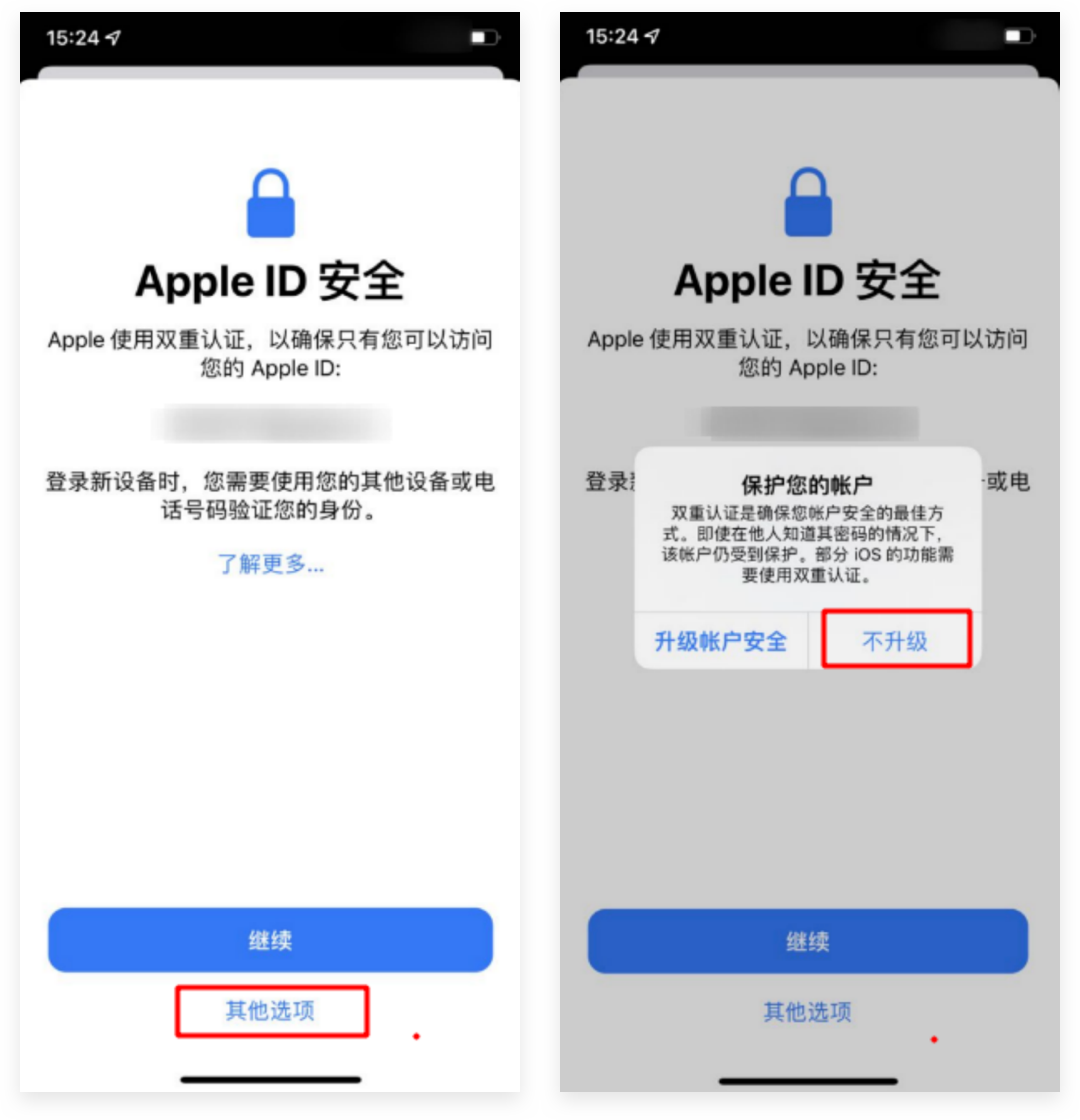 15:24
Apple ID 安全
Apple 使用双重认证，以确保只有您可以访问
您的 Apple ID:
登录新设备时，您需要使用您的其他设备或电
话号码验证您的身份。
了解更多...
继续
其他选项
15:24
Apple ID 安全
Apple 使用双重认证，以确保只有您可以访问
您的 Apple ID:
登录
或电
保护您的帐户
双重认证是确保您帐户安全的最佳方
式。即使在他人知道其密码的情况下，
该帐户仍受到保护。部分 iOS 的功能需
要使用双重认证。
升级帐户安全
不升级
继续
其他选项